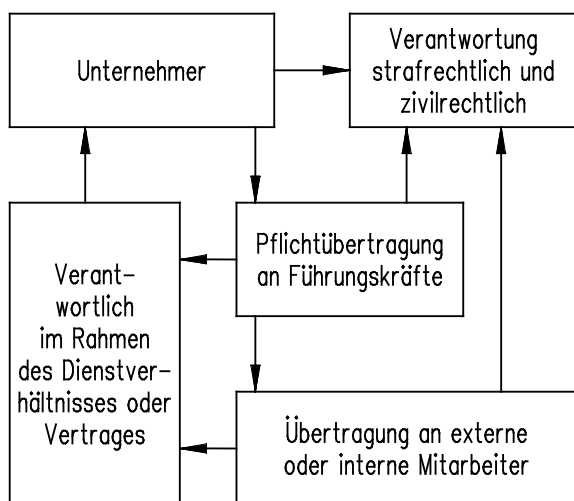 Unternehmer
Verantwortung
strafrechtlich und
zivilrechtlich
Pflichtübertragung
an Führungskräfte
Verant-
wortlich
im Rahmen
des Dienstver-
hältnisses oder
Vertrages
Übertragung an externe
oder interne Mitarbeiter